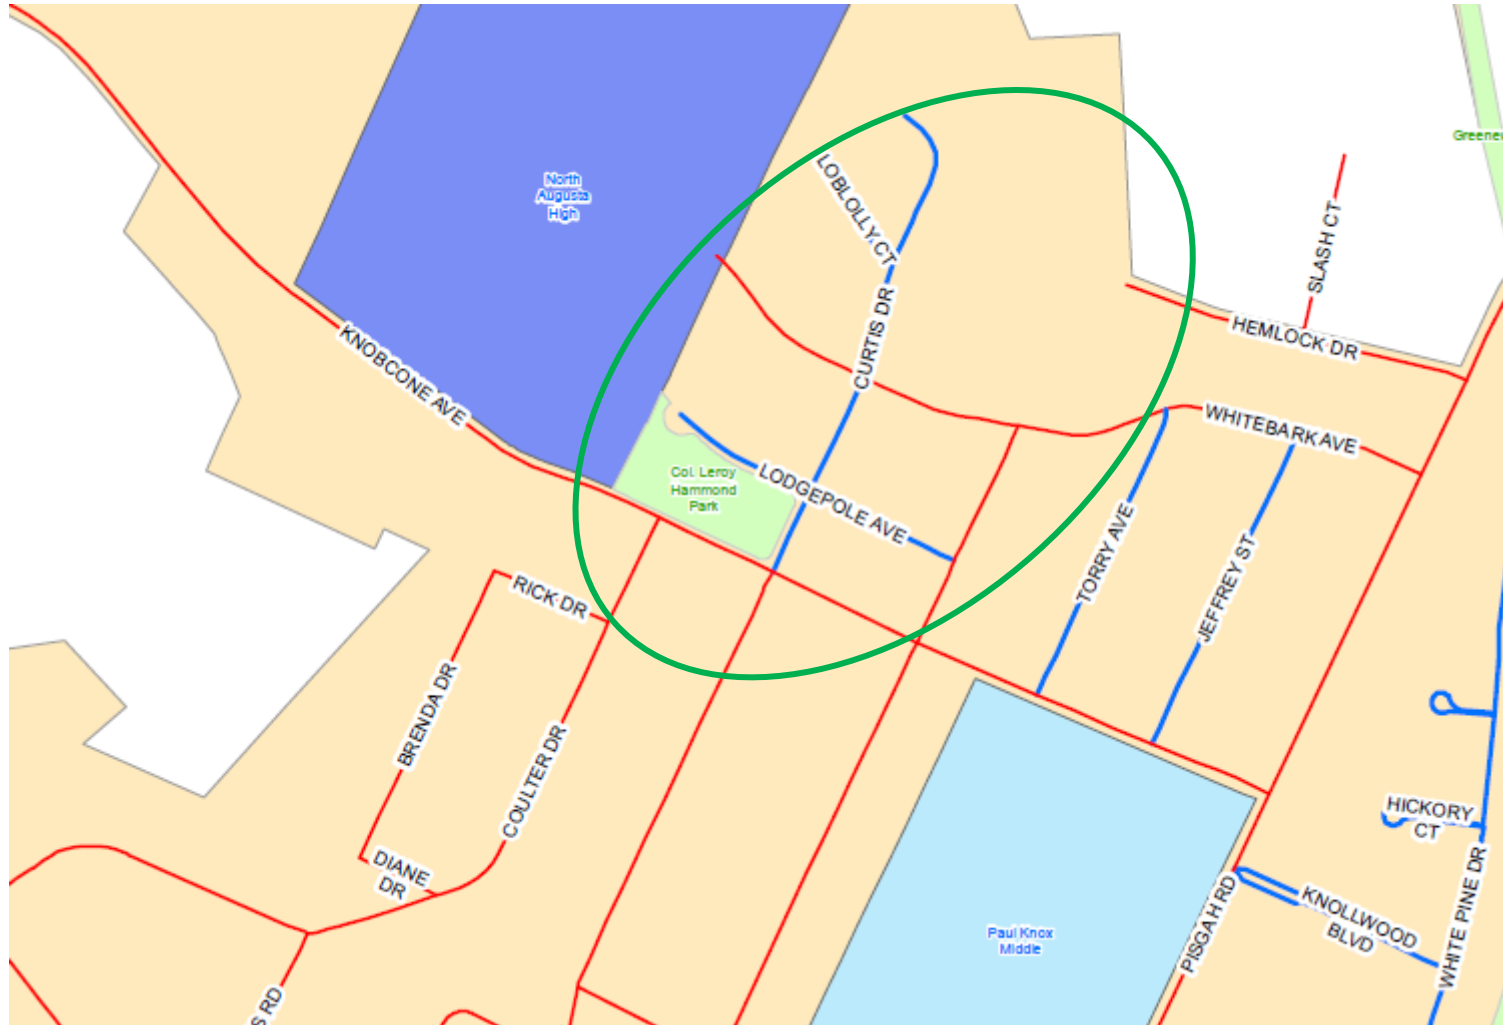 Greene
North
Augusta
High
LOBLOLLY CT
SLASH CT
CURTIS DR
HEMLOCK DR
KNOBCONE AVE
WHITEBARK AVE
Col. Leroy
Hammond
Park
LODGEPOLE AVE
TORRY AVE
JEFFREY ST
RICK DR
BRENDA DR
COULTER DR
DIANE
DR
HICKORY
CT
KNOLLWOOD
BLVD
WHITE PINE DR
PISGAH RD
Paul Knox
Middle
S RD